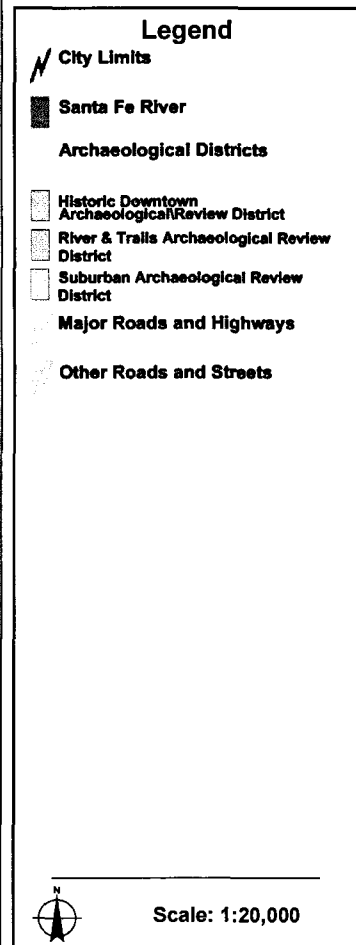 Legend
City Limits
Santa Fe River
Archaeological Districts
Historic Downtown
Archaeological\Review District
River & Trails Archaeological Review
District
Suburban Archaeological Review
District
Major Roads and Highways
Other Roads and Streets
N
Scale: 1:20,000